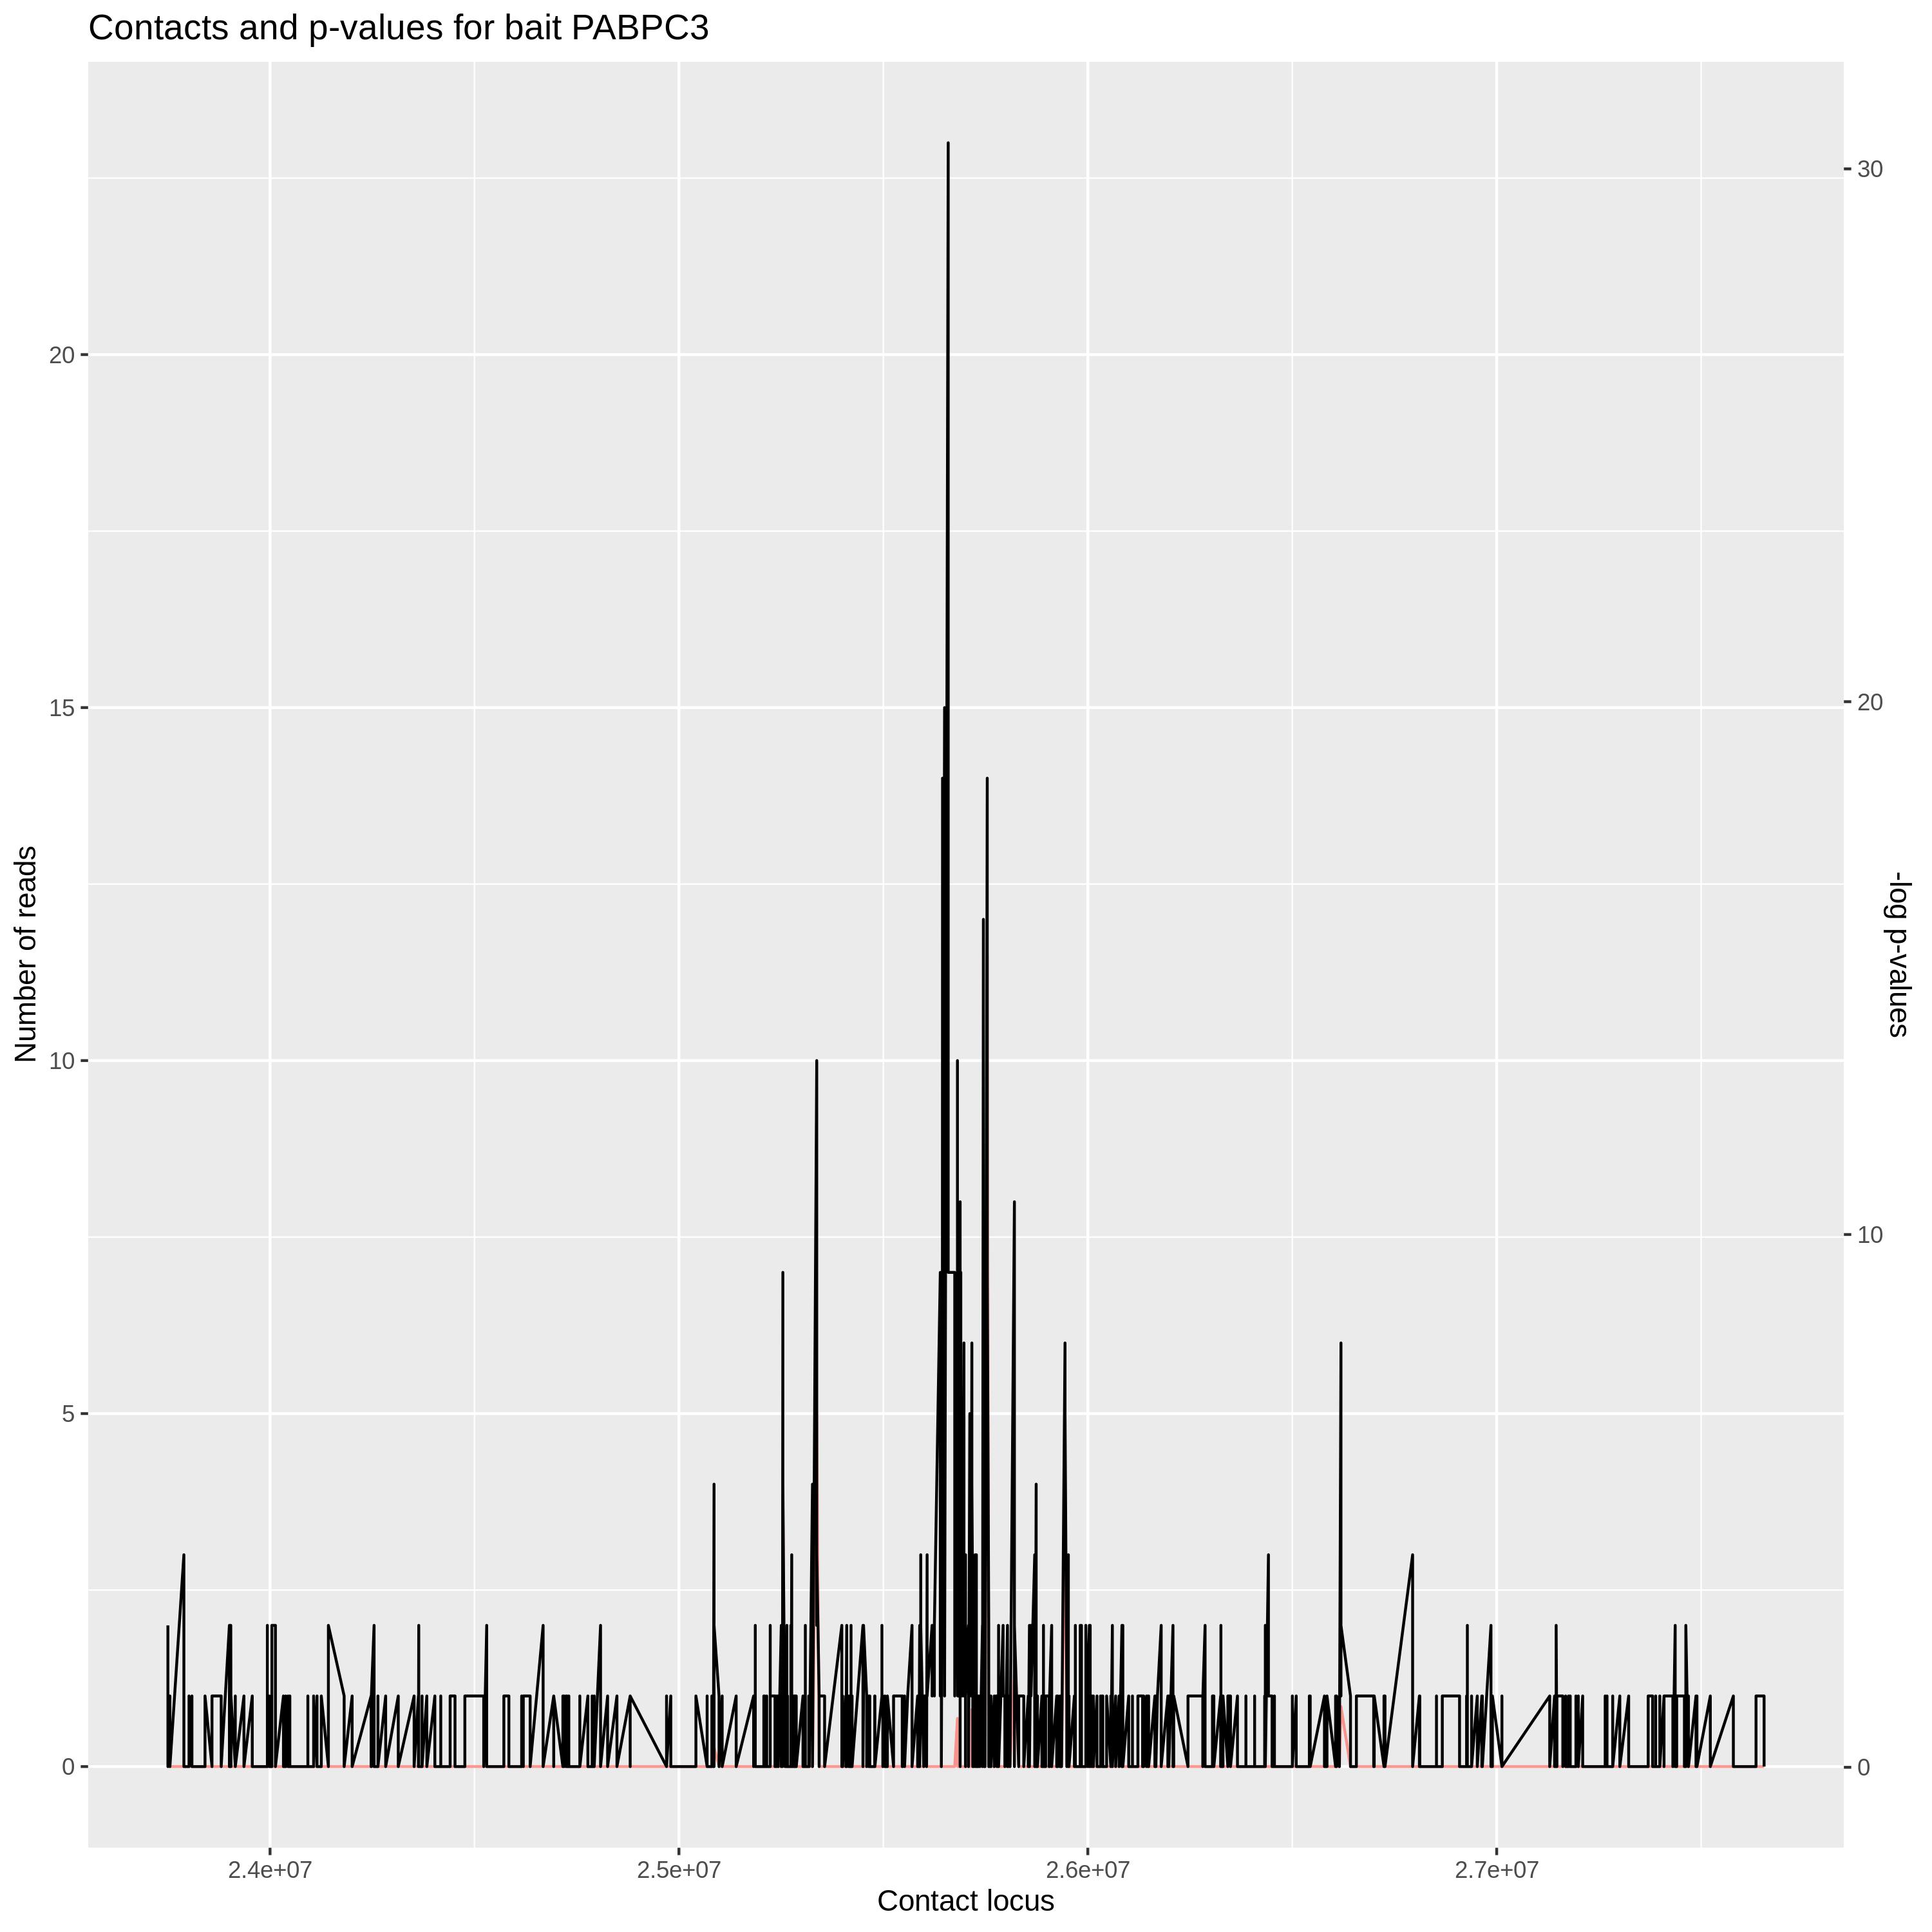 Contacts and p-values for bait PABPC3
Number of reads
20
15
10
5
0
30
20
10
0
-log p-values
2.4e+07
2.5e+07
2.6e+07
2.7e+07
Contact locus